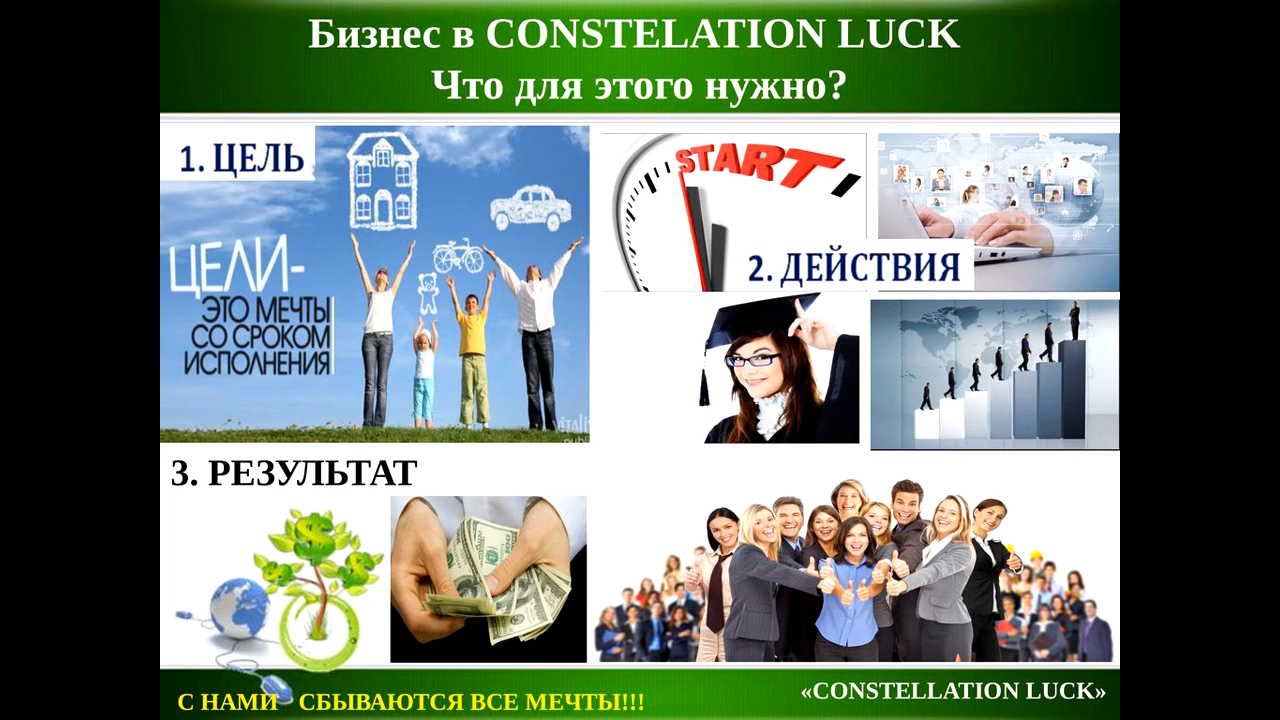 Бизнес в CONSTELATION LUCK
Что для этого нужно?
1. ЦЕЛЬ
ЦЕЛИ-
ЭТО МЕЧТЫ
СО СРОКОМ
ИСПОЛНЕНИЯ
START
2. ДЕЙСТВИЯ
3. РЕЗУЛЬТАТ
С НАМИ СБЫВАЮТСЯ ВСЕ МЕЧТЫ!!!
«CONSTELLATION LUCK»